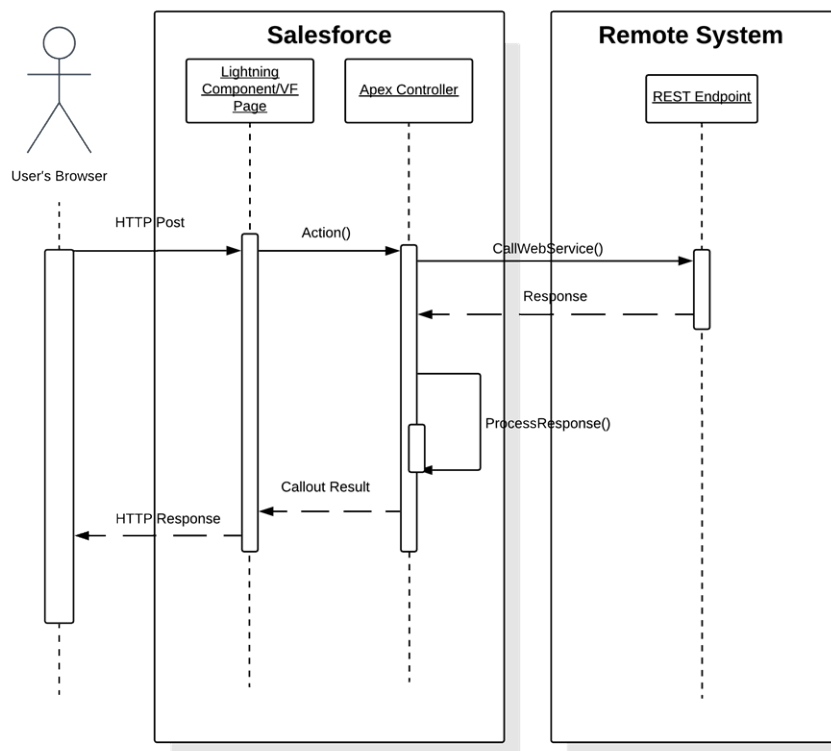 Salesforce
Remote System
Lightning
Component/VF
Page
Apex Controller
REST Endpoint
User's Browser
HTTP Post
Action()
CallWebService()
Response
ProcessResponse()
Callout Result
HTTP Response